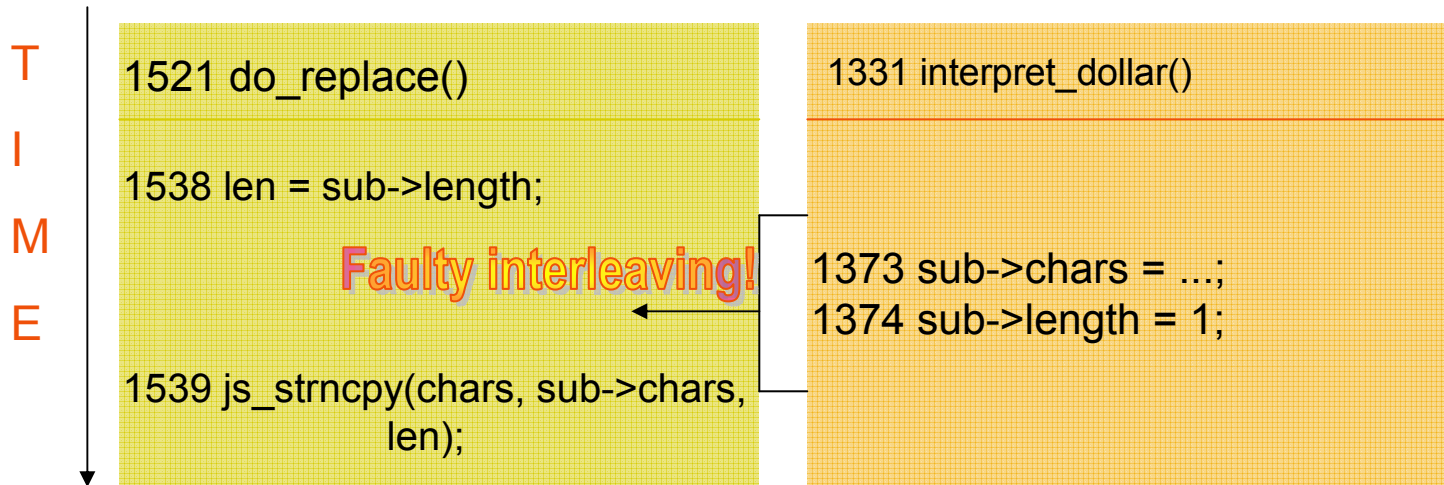 T
I
M
E
1521 do_replace()
1538 len = sub->length;
Faulty interleaving!
1539 js_strncpy(chars, sub->chars,
len);
1331 interpret_dollar()
1373 sub->chars = ...;
1374 sub->length = 1;